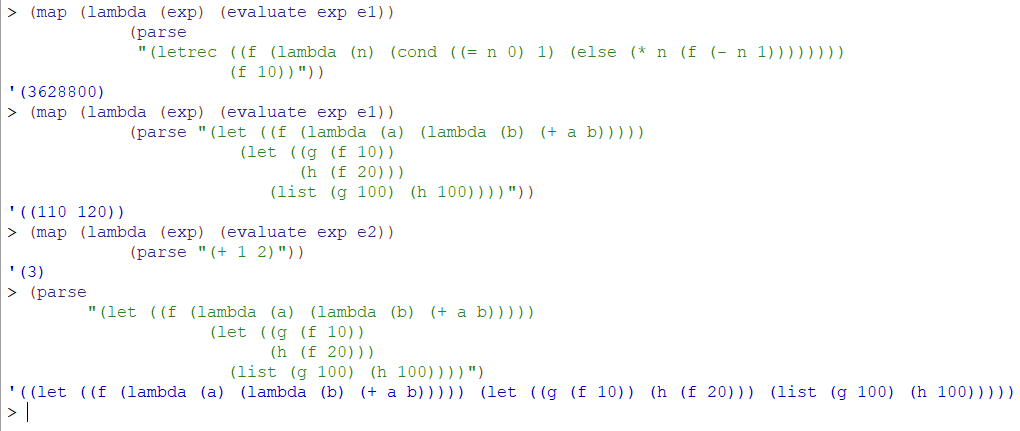 > (map (lambda (exp) (evaluate exp e1))
(parse
"(letrec ((f (lambda (n) (cond ((= n 0) 1) (else (* n (f (- n 1))))))))
(f 10))"))
'(3628800)
> (map (lambda (exp) (evaluate exp e1))
(parse "(let ((f (lambda (a) (lambda (b) (+ a b)))))
(let ((g (f 10))
(h (f 20)))
(list (g 100) (h 100))))"))
'((110 120))
> (map (lambda (exp) (evaluate exp e2))
(parse "(+ 1 2)"))
'(3)
> (parse
"(let ((f (lambda (a) (lambda (b) (+ a b)))))
(let ((g (f 10))
(h (f 20)))
(list (g 100) (h 100))))")
'((let ((f (lambda (a) (lambda (b) (+ a b))))) (let ((g (f 10)) (h (f 20))) (list (g 100) (h 100)))))
>